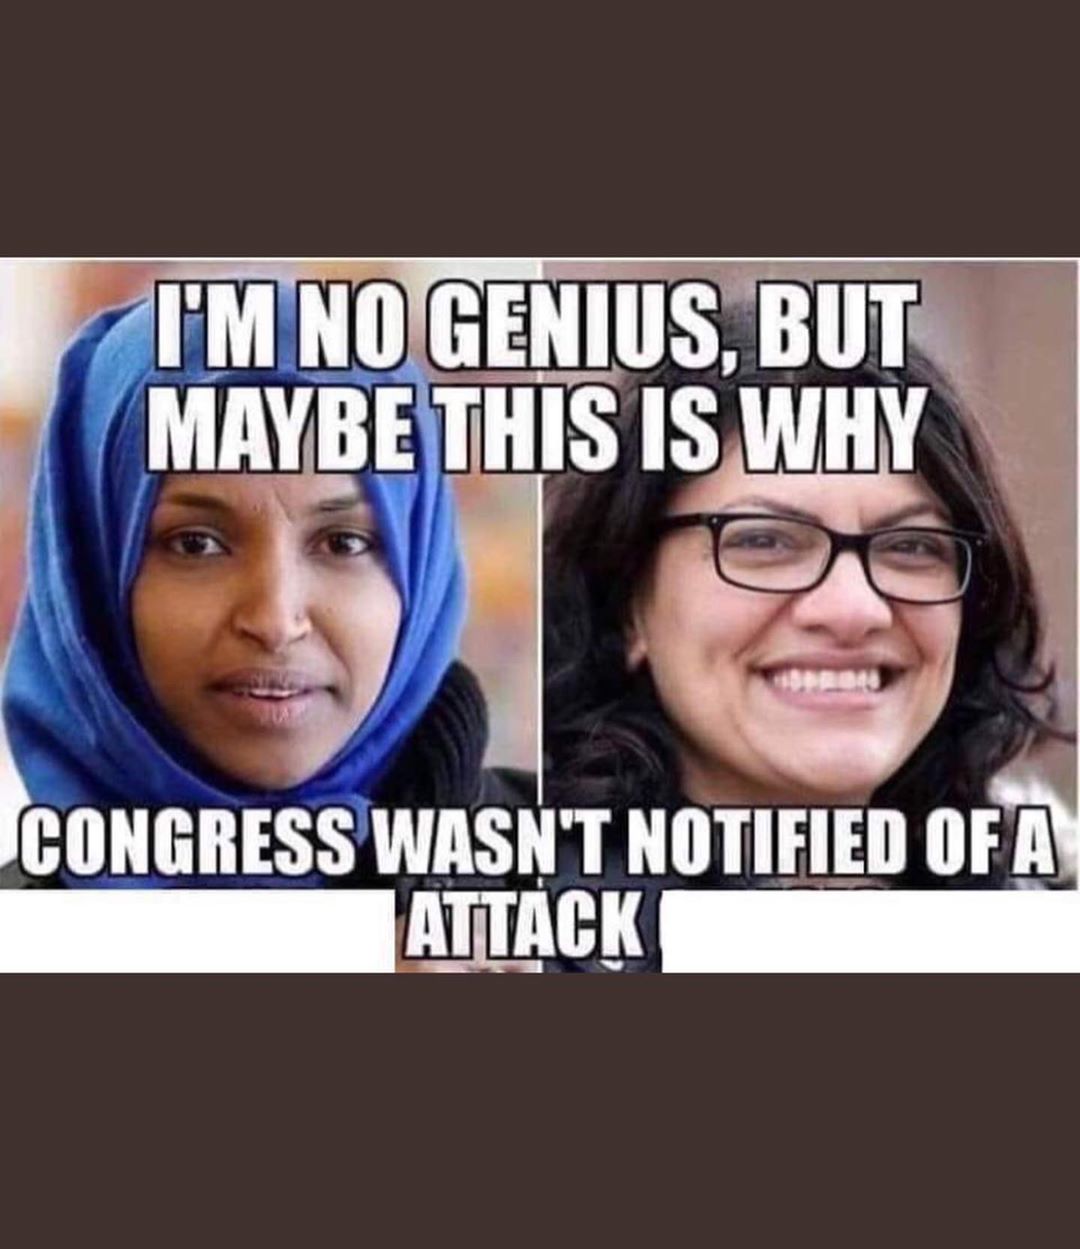 I'M NO GENIUS, BUT
MAYBE THIS IS WHY
CONGRESS WASN'T NOTIFIED OF A
ATTACK